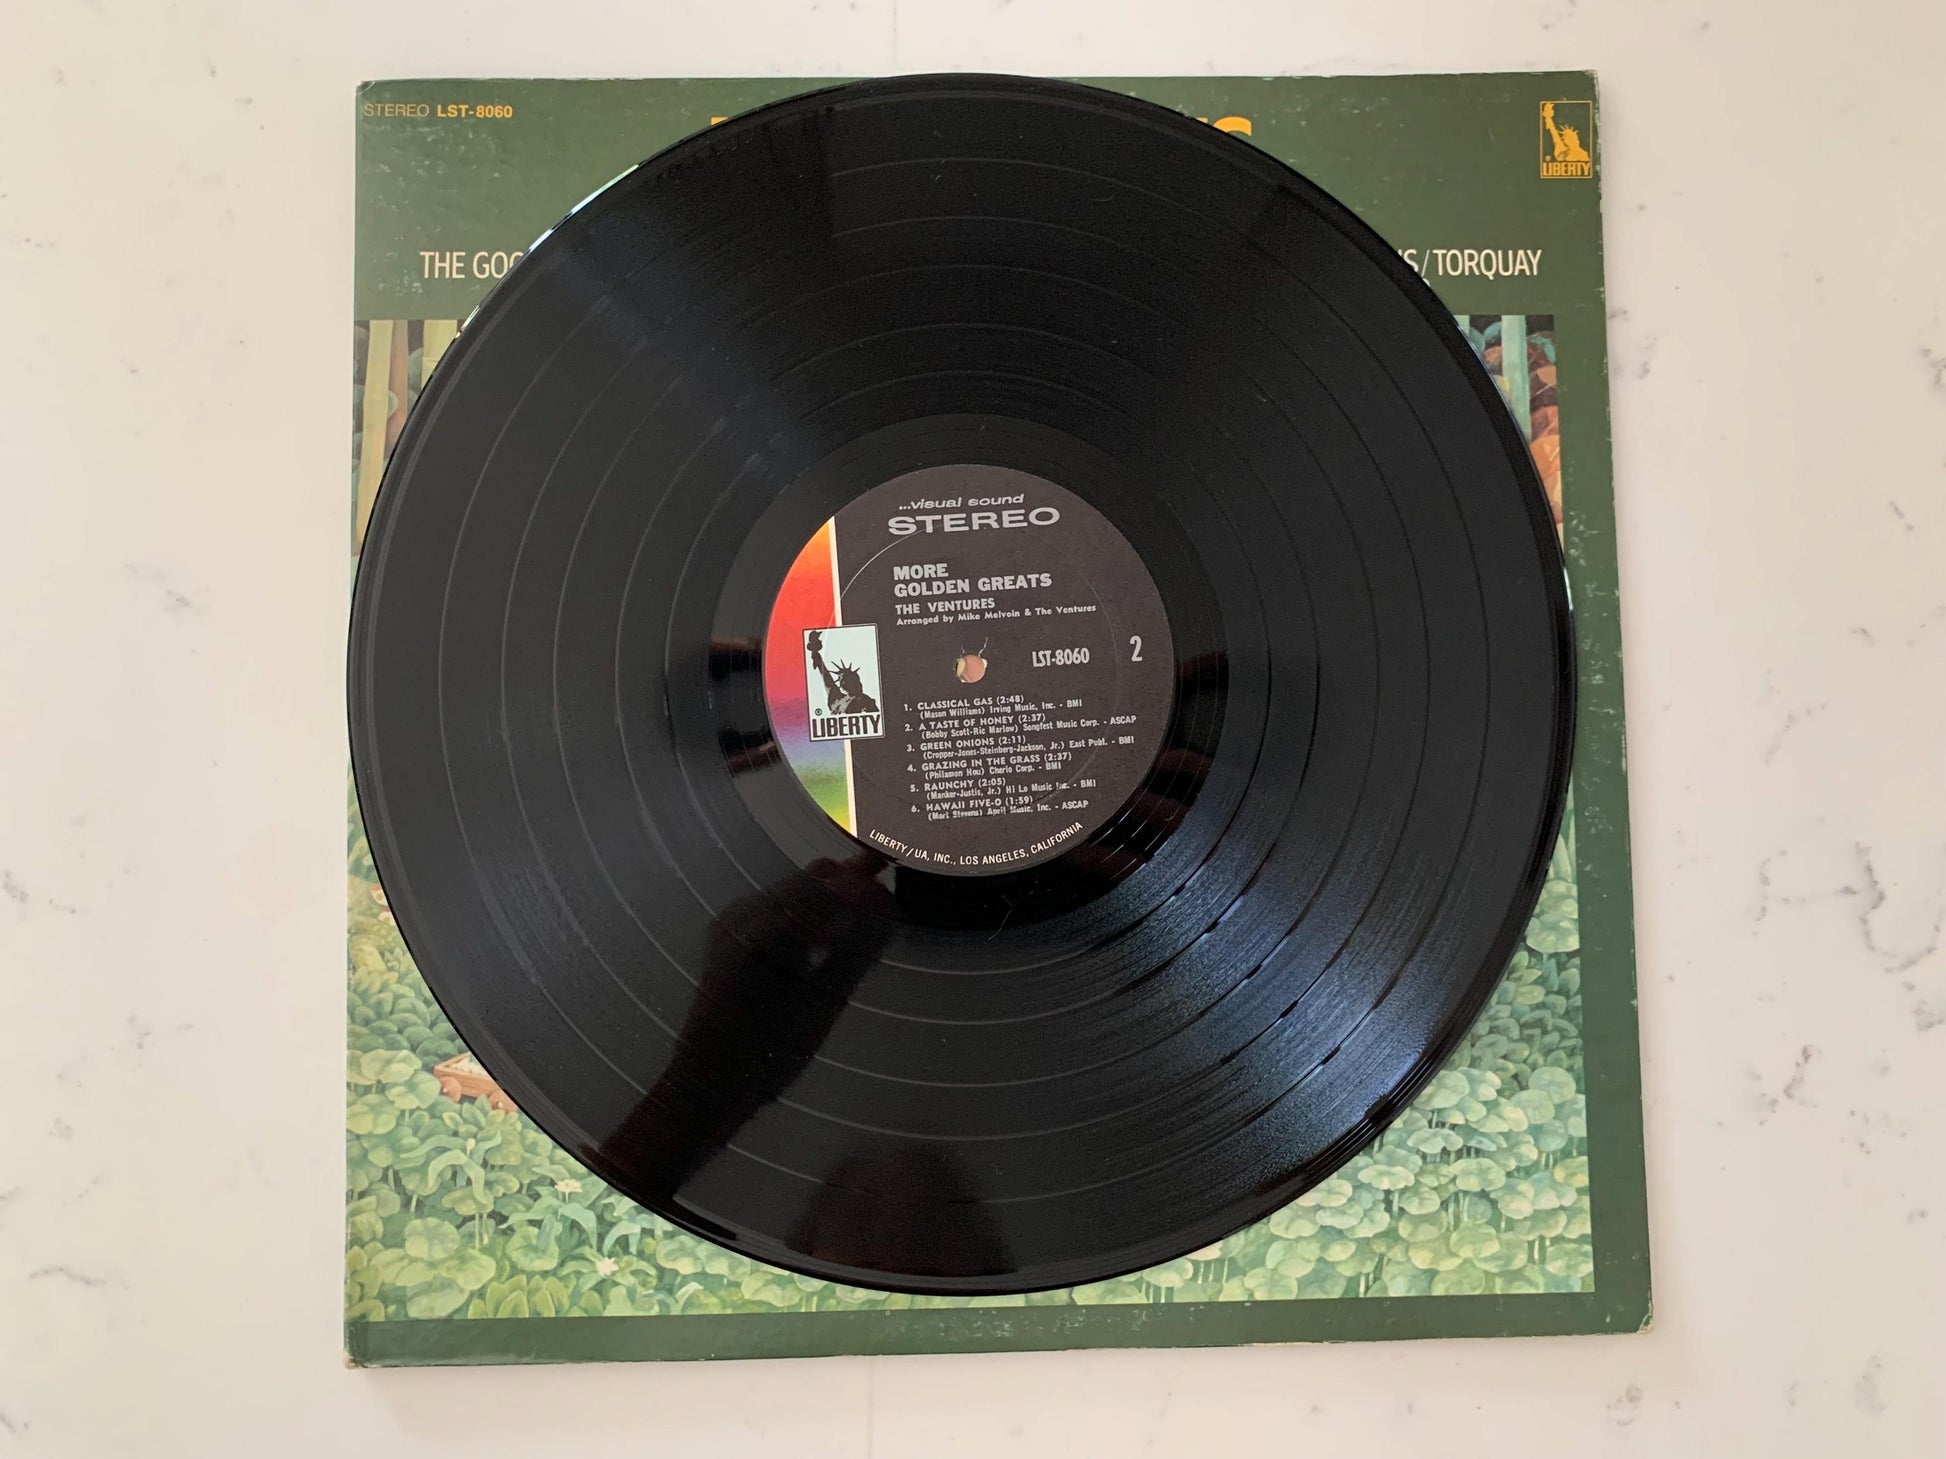 STEREO LST-8060
LIBERTY
THE GOO
S/TORQUAY
...visual sound
STEREO
MORE
GOLDEN GREATS
THE VENTURES
Arranged by Mike Melvoin & The Ventures
LST-8060 2
® LIBERTY
1. CLASSICAL GAS (2:48)
(Mason Williams) Irving Music, Inc. - BMI
2. A TASTE OF HONEY (2:37)
(Bobby Scott-Ric Marlow) Songfest Music Corp. - ASCAP
3. GREEN ONIONS (2:11)
(Cropper-Jones-Steinberg-Jackson, Jr.) East Publ. - BMI
4. GRAZING IN THE GRASS (2:37)
(Philamon Hou) Cherio Corp. - BMI
5. RAUNCHY (2:05)
(Manker-Justis, Jr.) Hi Lo Music Inc. - BMI
6. HAWAII FIVE-O (1:59)
(Mort Stevens) April Music, Inc. - ASCAP
LIBERTY/UA, INC., LOS ANGELES, CALIFORNIA